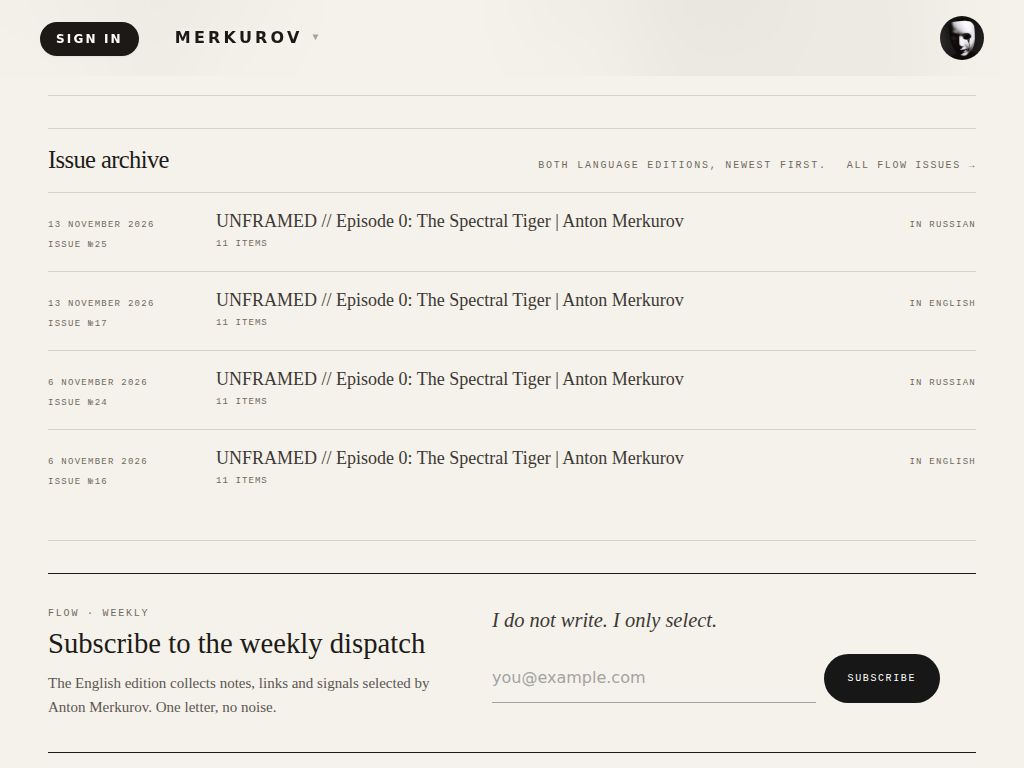 SIGN IN
MERKUROV ▼
Issue archive
BOTH LANGUAGE EDITIONS, NEWEST FIRST. ALL FLOW ISSUES →
13 NOVEMBER 2026
ISSUE №25
UNFRAMED // Episode 0: The Spectral Tiger | Anton Merkurov
11 ITEMS
IN RUSSIAN
13 NOVEMBER 2026
ISSUE №17
UNFRAMED // Episode 0: The Spectral Tiger | Anton Merkurov
11 ITEMS
IN ENGLISH
6 NOVEMBER 2026
ISSUE №24
UNFRAMED // Episode 0: The Spectral Tiger | Anton Merkurov
11 ITEMS
IN RUSSIAN
6 NOVEMBER 2026
ISSUE №16
UNFRAMED // Episode 0: The Spectral Tiger | Anton Merkurov
11 ITEMS
IN ENGLISH
FLOW · WEEKLY
Subscribe to the weekly dispatch
The English edition collects notes, links and signals selected by
Anton Merkurov. One letter, no noise.
I do not write. I only select.
you@example.com
SUBSCRIBE